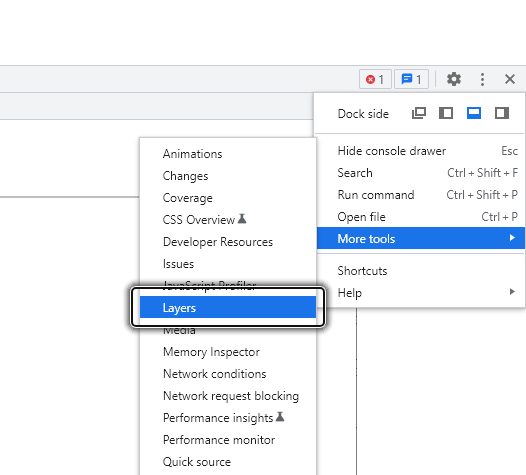 1 1
Dock side
Hide console drawer Esc
Search Ctrl + Shift + F
Run command Ctrl + Shift + P
Open file Ctrl + P
More tools
Shortcuts
Help
Animations
Changes
Coverage
CSS Overview
Developer Resources
Issues
JavaScript Profiler
Layers
Media
Memory Inspector
Network conditions
Network request blocking
Performance insights
Performance monitor
Quick source